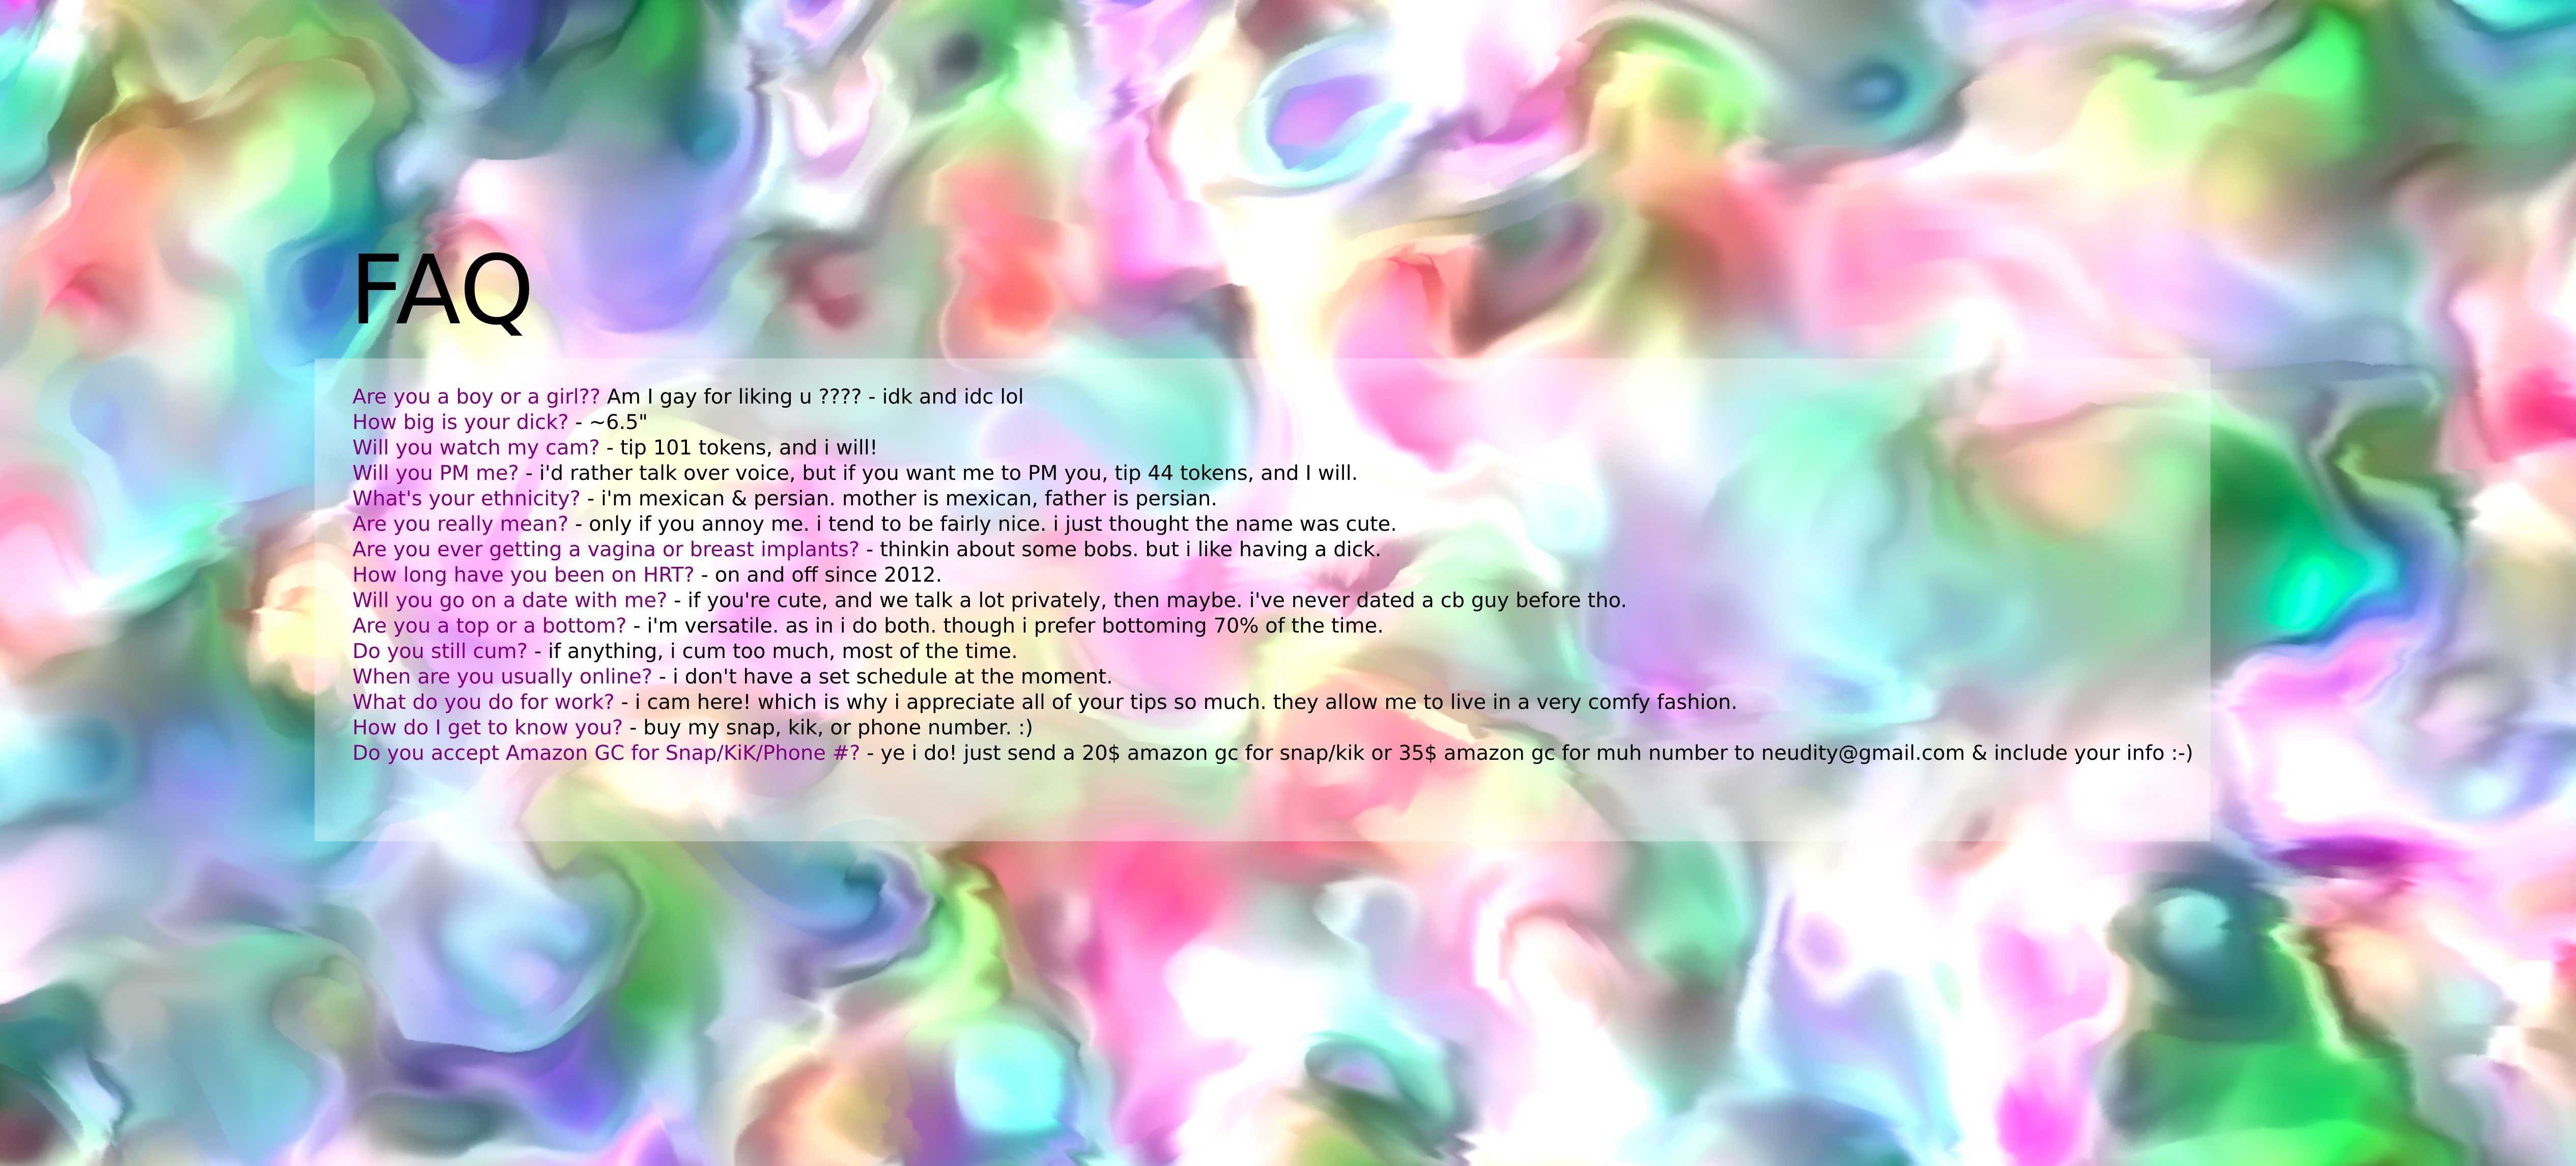 FAQ
Are you a boy or a girl?? Am I gay for liking u ???? - idk and idc lol
How big is your dick? - ~6.5"
Will you watch my cam? - tip 101 tokens, and i will!
Will you PM me? - i'd rather talk over voice, but if you want me to PM you, tip 44 tokens, and I will.
What's your ethnicity? - i'm mexican & persian. mother is mexican, father is persian.
Are you really mean? - only if you annoy me. i tend to be fairly nice. i just thought the name was cute.
Are you ever getting a vagina or breast implants? - thinkin about some bobs. but i like having a dick.
How long have you been on HRT? - on and off since 2012.
Will you go on a date with me? - if you're cute, and we talk a lot privately, then maybe. i've never dated a cb guy before tho.
Are you a top or a bottom? - i'm versatile. as in i do both. though i prefer bottoming 70% of the time.
Do you still cum? - if anything, i cum too much, most of the time.
When are you usually online? - i don't have a set schedule at the moment.
What do you do for work? - i cam here! which is why i appreciate all of your tips so much. they allow me to live in a very comfy fashion.
How do I get to know you? - buy my snap, kik, or phone number. :)
Do you accept Amazon GC for Snap/KiK/Phone #? - ye i do! just send a 20$ amazon gc for snap/kik or 35$ amazon gc for muh number to neudity@gmail.com & include your info :-)